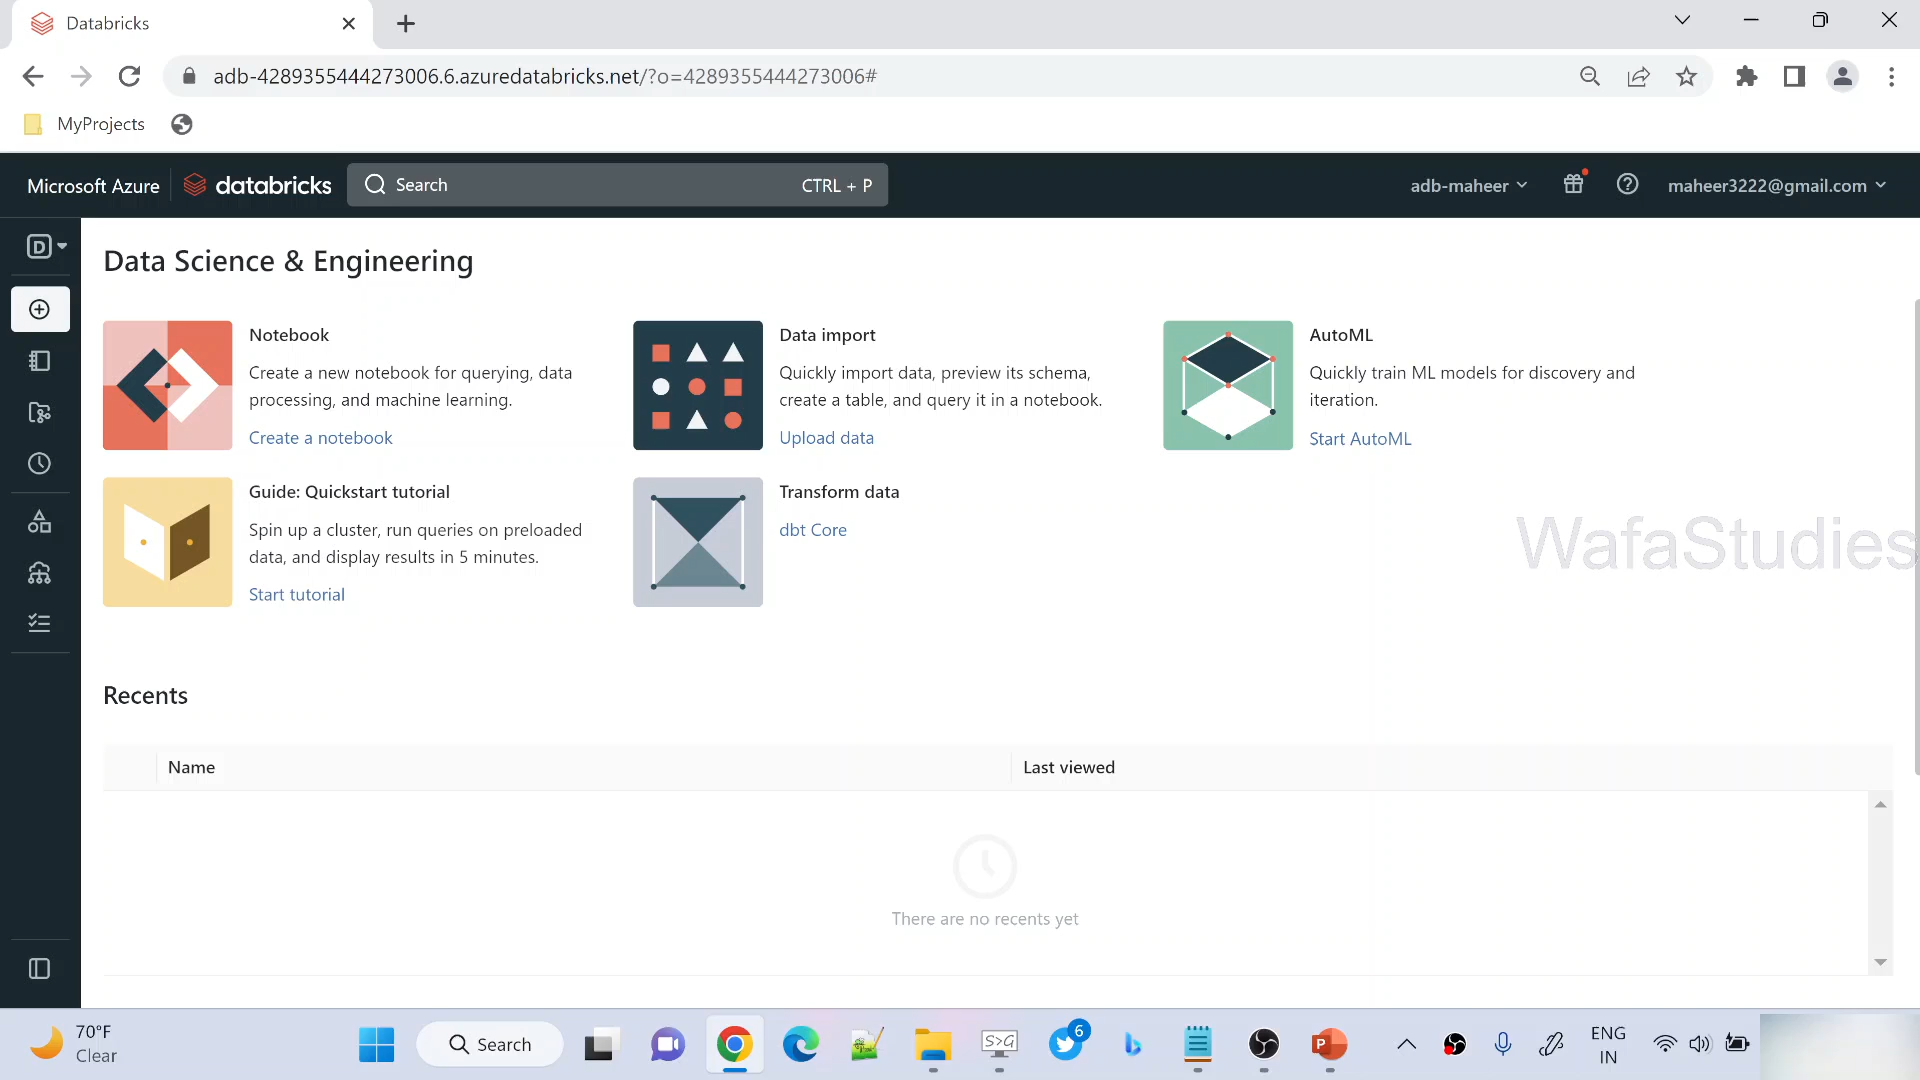 Databricks
adb-4289355444273006.6.azuredatabricks.net/?o=4289355444273006#
MyProjects
Microsoft Azure databricks Search CTRL + P adb-maheer maheer3222@gmail.com
D
Data Science & Engineering
Notebook
Create a new notebook for querying, data
processing, and machine learning.
Create a notebook
Data import
Quickly import data, preview its schema,
create a table, and query it in a notebook.
Upload data
AutoML
Quickly train ML models for discovery and
iteration.
Start AutoML
Guide: Quickstart tutorial
Spin up a cluster, run queries on preloaded
data, and display results in 5 minutes.
Start tutorial
Transform data
dbt Core
WafaStudies
Recents
Name Last viewed
There are no recents yet
70°F
Clear
Search
S>G
6
P
ENG
IN